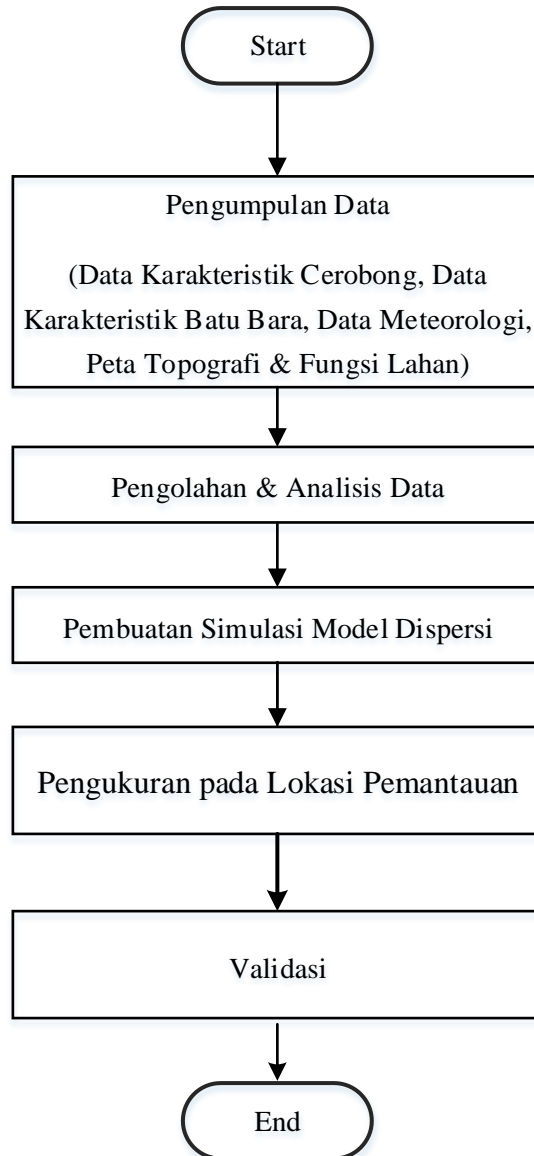 Start
Pengumpulan Data
(Data Karakteristik Cerobong, Data
Karakteristik Batu Bara, Data Meteorologi,
Peta Topografi & Fungsi Lahan)
Pengolahan & Analisis Data
Pembuatan Simulasi Model Dispersi
Pengukuran pada Lokasi Pemantauan
Validasi
End